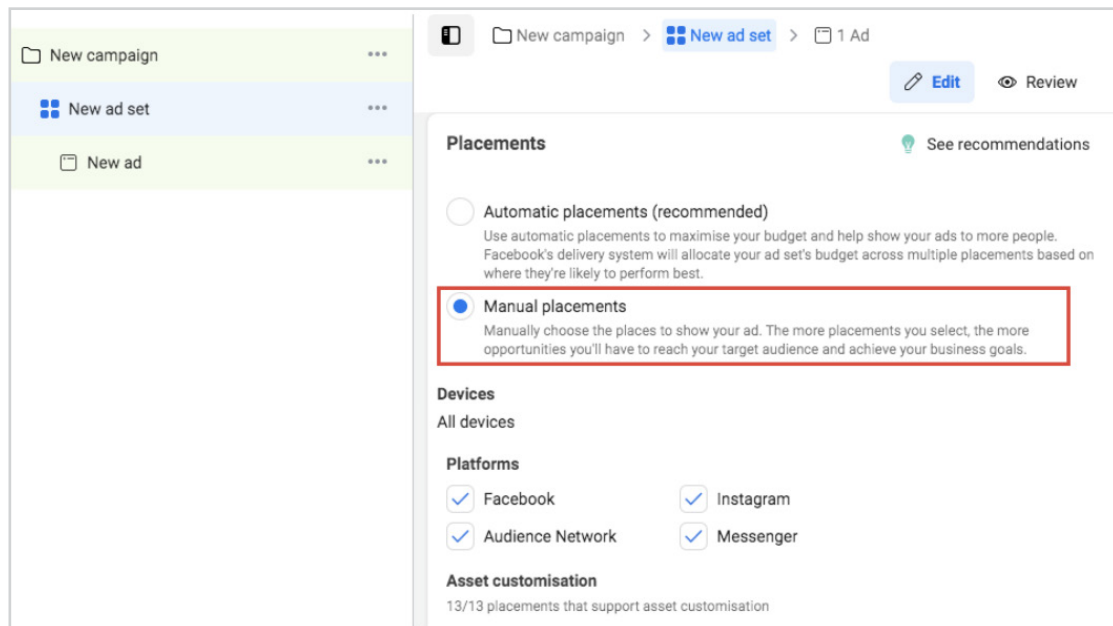 New campaign
New ad set
New ad
New campaign > New ad set > 1 Ad
Edit Review
Placements See recommendations
Automatic placements (recommended)
Use automatic placements to maximise your budget and help show your ads to more people.
Facebook's delivery system will allocate your ad set's budget across multiple placements based on
where they're likely to perform best.
Manual placements
Manually choose the places to show your ad. The more placements you select, the more
opportunities you'll have to reach your target audience and achieve your business goals.
Devices
All devices
Platforms
Facebook Instagram
Audience Network Messenger
Asset customisation
13/13 placements that support asset customisation